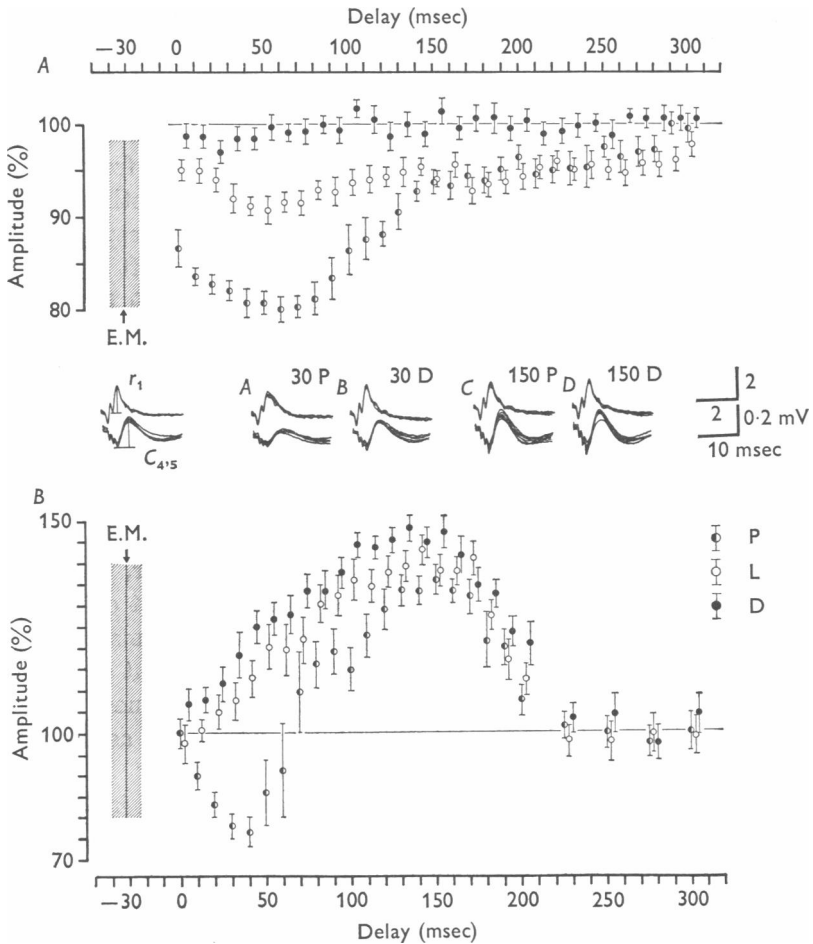 Delay (msec)
−30 0 50 100 150 200 250 300
A
100
90
80
Amplitude (%)
E.M.
r1 A 30 P B 30 D C 150 P D 150 D 2
C4,5 2 0·2 mV
10 msec
B
150
100
70
Amplitude (%)
E.M.
P
L
D
−30 0 50 100 150 200 250 300
Delay (msec)